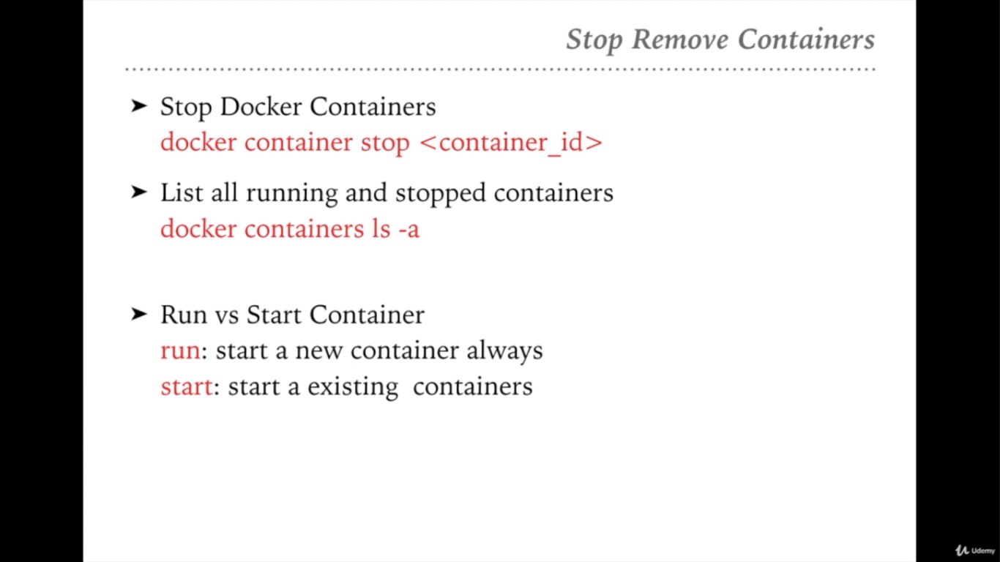 Stop Remove Containers
➤ Stop Docker Containers
docker container stop <container_id>
➤ List all running and stopped containers
docker containers ls -a
➤ Run vs Start Container
run: start a new container always
start: start a existing  containers
Udemy